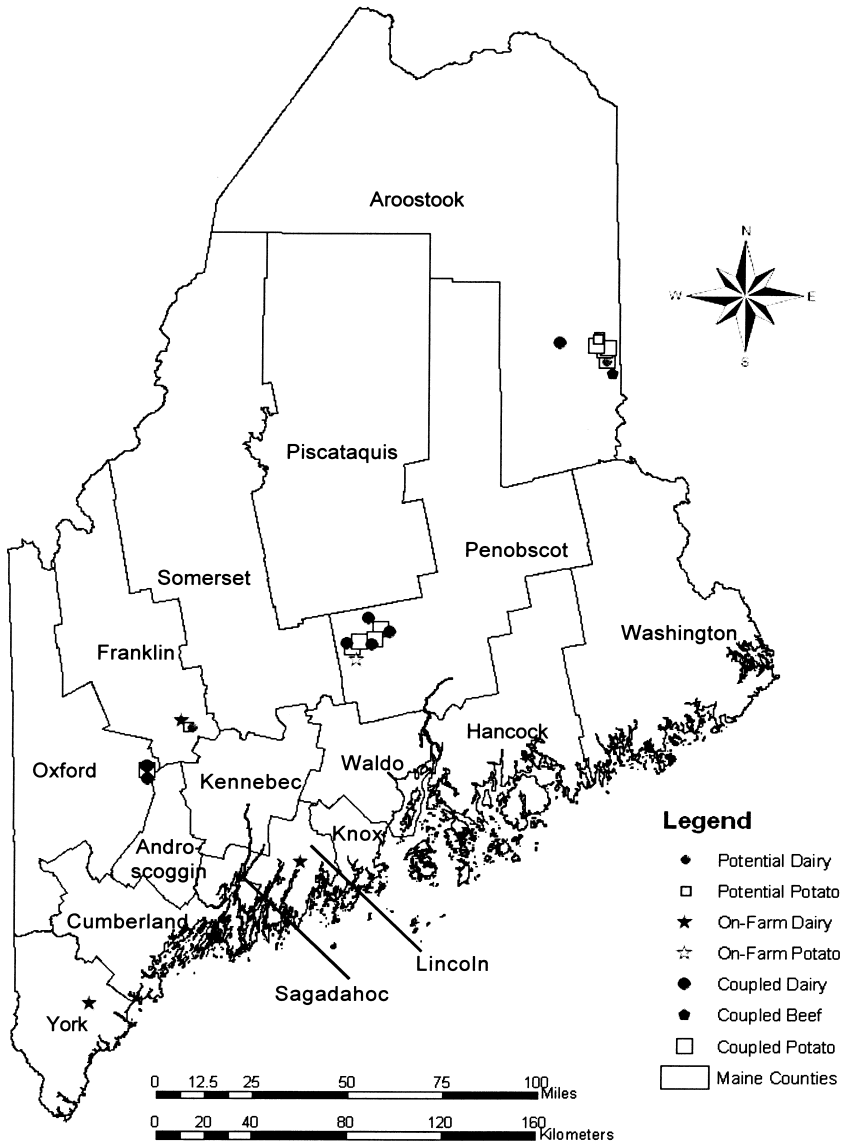 Aroostook
N
W
E
S
Piscataquis
Penobscot
Somerset
Washington
Franklin
Hancock
Oxford
Waldo
Kennebec
Knox
Andro-
scoggin
Cumberland
Lincoln
Sagadahoc
York
Legend
Potential Dairy
Potential Potato
On-Farm Dairy
On-Farm Potato
Coupled Dairy
Coupled Beef
Coupled Potato
Maine Counties
0 12.5 25 50 75 100
Miles
0 20 40 80 120 160
Kilometers